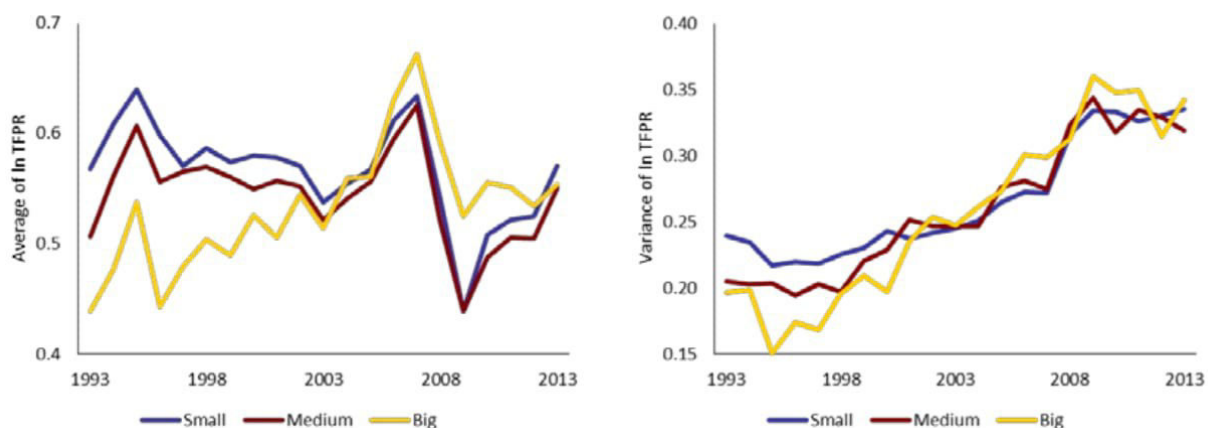 Average of ln TFPR
0.7
0.6
0.5
0.4
1993 1998 2003 2008 2013
Small Medium Big
Variance of ln TFPR
0.40
0.35
0.30
0.25
0.20
0.15
1993 1998 2003 2008 2013
Small Medium Big